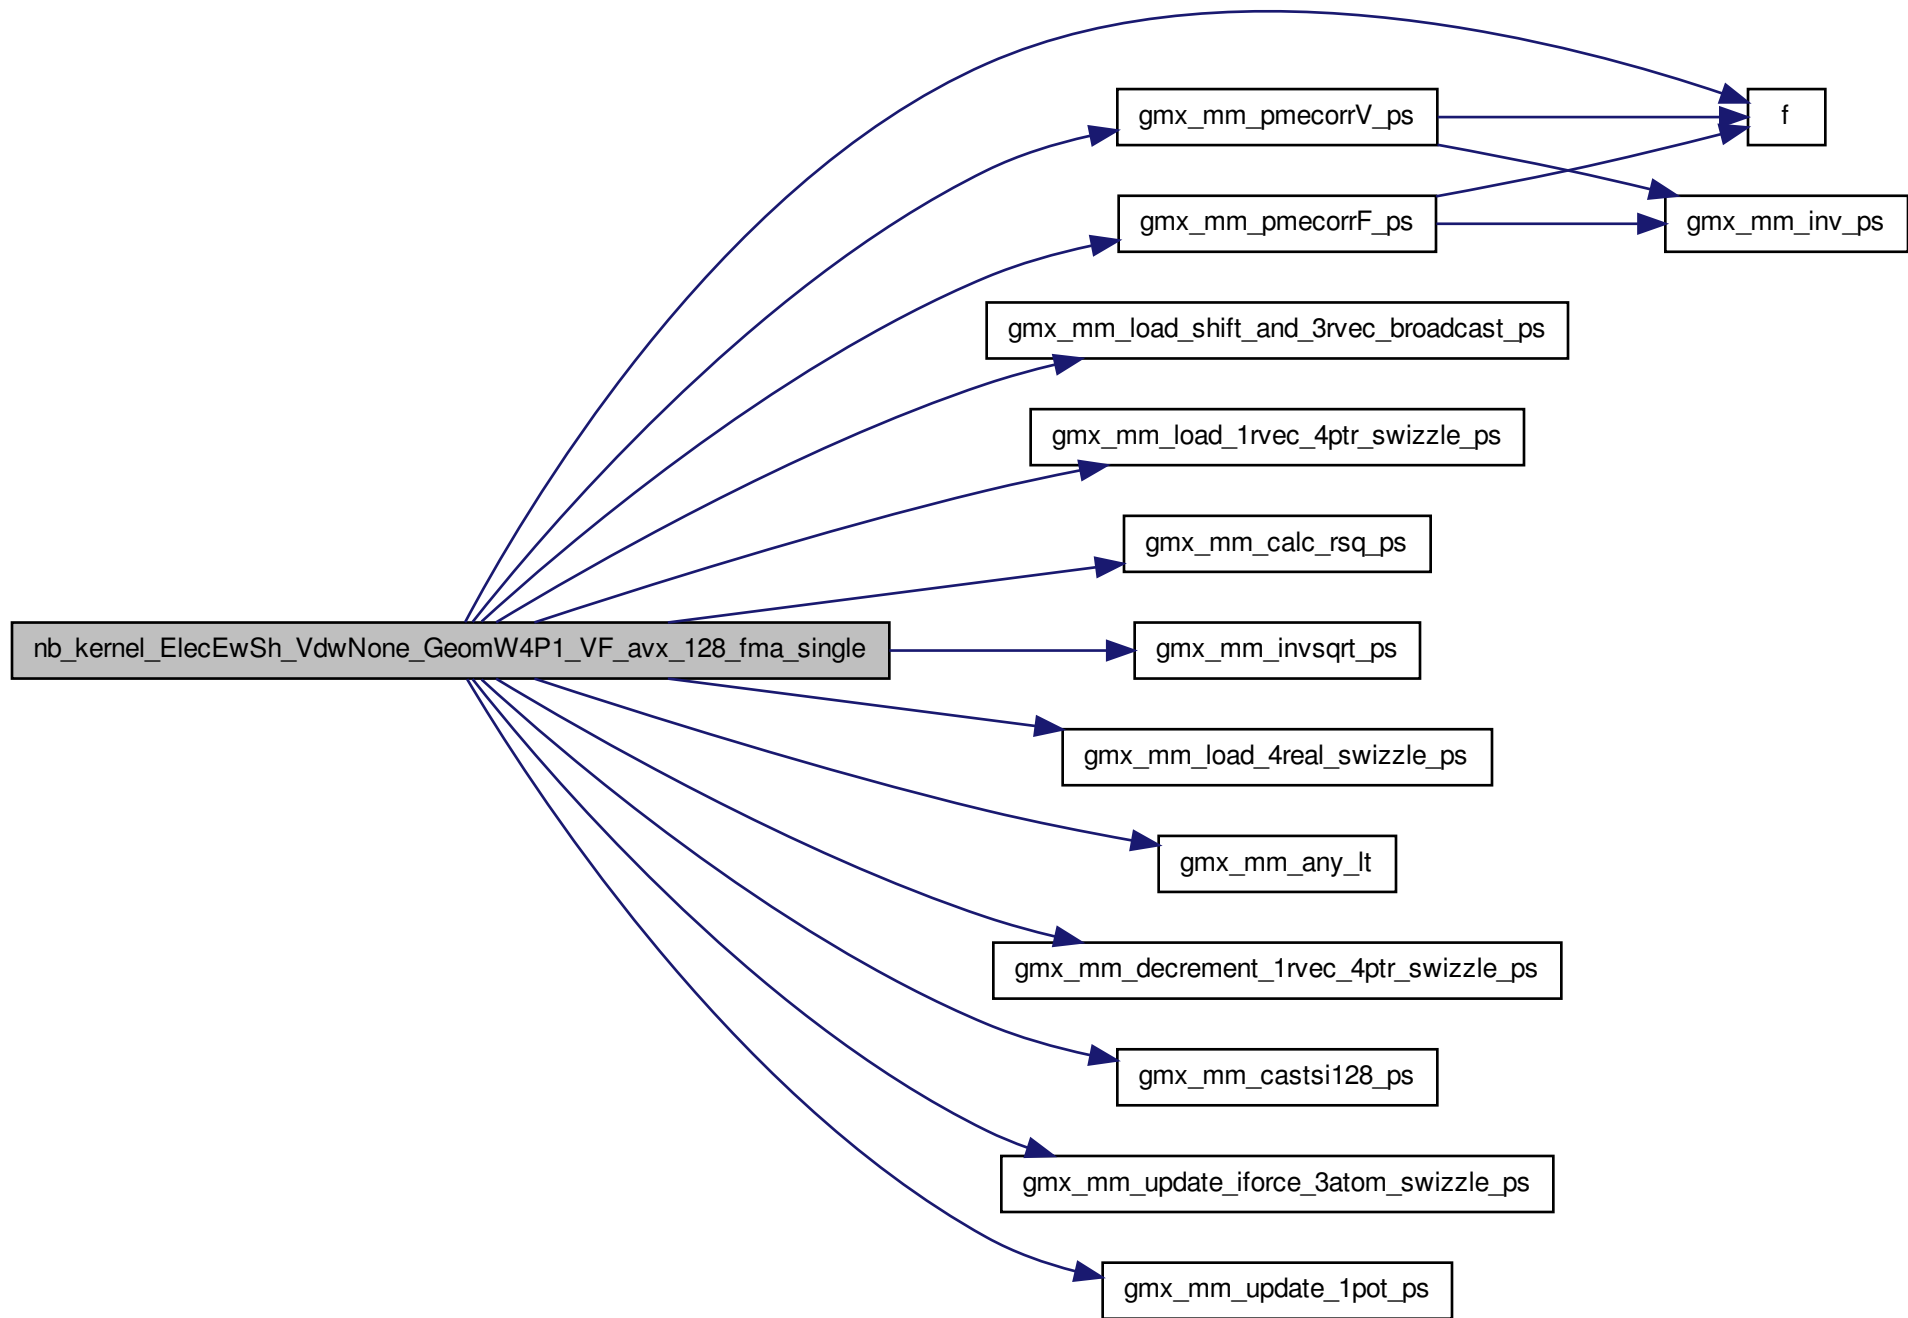 gmx_mm_pmecorrV_ps
f
gmx_mm_pmecorrF_ps
gmx_mm_inv_ps
gmx_mm_load_shift_and_3rvec_broadcast_ps
gmx_mm_load_1rvec_4ptr_swizzle_ps
gmx_mm_calc_rsq_ps
nb_kernel_ElecEwSh_VdwNone_GeomW4P1_VF_avx_128_fma_single
gmx_mm_invsqrt_ps
gmx_mm_load_4real_swizzle_ps
gmx_mm_any_lt
gmx_mm_decrement_1rvec_4ptr_swizzle_ps
gmx_mm_castsi128_ps
gmx_mm_update_iforce_3atom_swizzle_ps
gmx_mm_update_1pot_ps